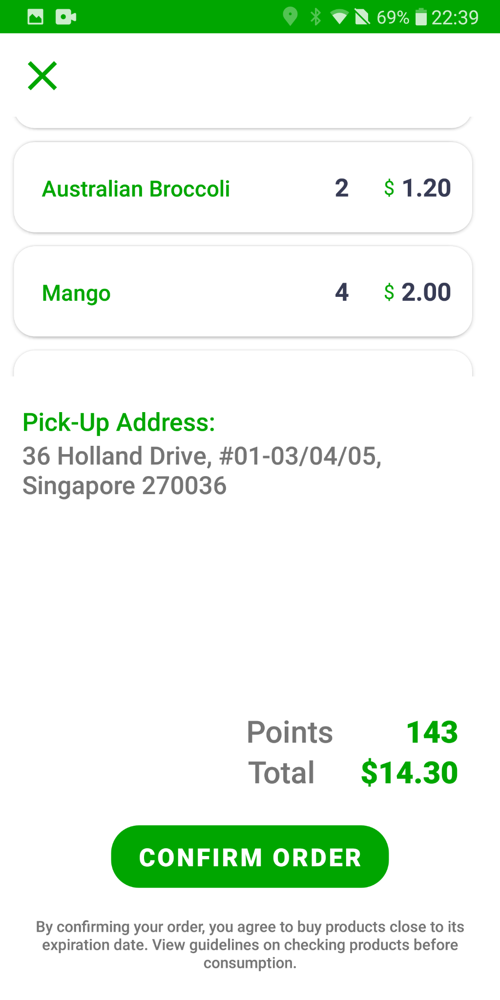 69% 22:39
Australian Broccoli 2 $ 1.20
Mango 4 $ 2.00
Pick-Up Address:
36 Holland Drive, #01-03/04/05,
Singapore 270036
Points 143
Total $14.30
CONFIRM ORDER
By confirming your order, you agree to buy products close to its
expiration date. View guidelines on checking products before
consumption.